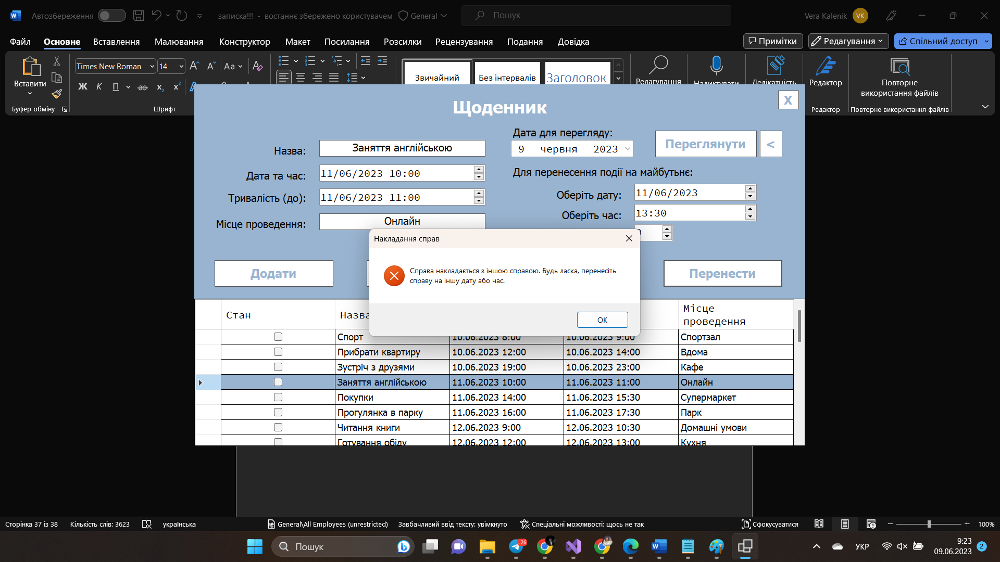 Автозбереження
записка!!! - востаннє збережено користувачем
General
Пошук
Vera Kalenik
VK
Файл
Основне
Вставлення
Малювання
Конструктор
Макет
Посилання
Розсилки
Рецензування
Подання
Довідка
Примітки
Редагування
Спільний доступ
Вставити
Times New Roman
14
Aa
Ж К П ab x₂ x²
Звичайний
Без інтервалів
Заголовок
Редагування
Надиктувати
Делікатність
Редактор
Повторне
використання файлів
Буфер обміну
Шрифт
Редактор
Повторне використання файлів
Щоденник
X
Назва:
Заняття англійською
Дата та час:
11/06/2023 10:00
Тривалість (до):
11/06/2023 11:00
Місце проведення:
Онлайн
Дата для перегляду:
9 червня 2023
Переглянути
<
Для перенесення події на майбутьнє:
Оберіть дату:
11/06/2023
Оберіть час:
13:30
Додати
Перенести
Накладання справ
Справа накладається з іншою справою. Будь ласка, перенесіть
справу на іншу дату або час.
OK
Стан
Назва
Місце
проведення
Спорт 10.06.2023 8:00 10.06.2023 9:00 Спортзал
Прибрати квартиру 10.06.2023 12:00 10.06.2023 14:00 Вдома
Зустріч з друзями 10.06.2023 19:00 10.06.2023 23:00 Кафе
Заняття англійською 11.06.2023 10:00 11.06.2023 11:00 Онлайн
Покупки 11.06.2023 14:00 11.06.2023 15:30 Супермаркет
Прогулянка в парку 11.06.2023 16:00 11.06.2023 17:30 Парк
Читання книги 12.06.2023 9:00 12.06.2023 10:30 Домашні умови
Готування обіду 12.06.2023 12:00 12.06.2023 13:00 Кухня
Сторінка 37 із 38
Кількість слів: 3623
українська
General\All Employees (unrestricted)
Завбачливий ввід тексту: увімкнуто
Спеціальні можливості: щось не так
Сфокусуватися
100%
Пошук
..26
УКР
9:23
09.06.2023
2